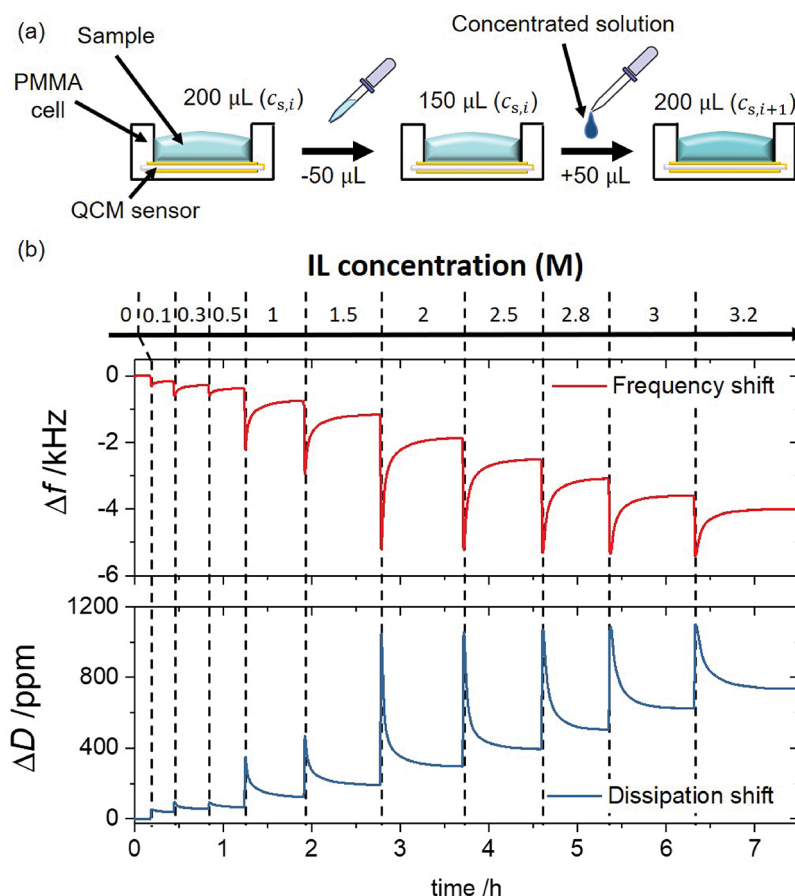 (a)
Sample
Concentrated solution
PMMA
cell
200 μL (c_{s,i})
150 μL (c_{s,i})
200 μL (c_{s,i+1})
-50 μL
+50 μL
QCM sensor
(b)
IL concentration (M)
0 0.1 0.3 0.5 1 1.5 2 2.5 2.8 3 3.2
0
-2
-4
-6
Δf /kHz
Frequency shift
1200
800
400
0
ΔD /ppm
Dissipation shift
0 1 2 3 4 5 6 7
time /h